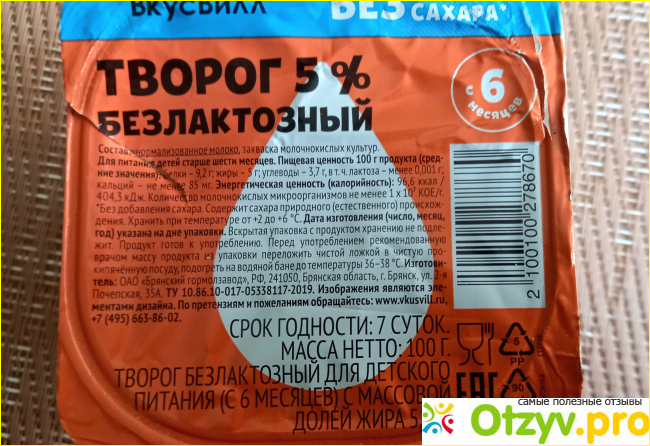 ВКУСВИЛЛ
БЕЗ САХАРА*
ТВОРОГ 5 %
БЕЗЛАКТОЗНЫЙ
6
с месяцев
Состав: нормализованное молоко, закваска молочнокислых культур.
Для питания детей старше шести месяцев. Пищевая ценность 100 г продукта (сред-
ние значения): белки – 9,2 г; жиры – 5 г; углеводы – 3,7 г, в т. ч. лактоза – менее 0,001 г;
кальций – не менее 85 мг. Энергетическая ценность (калорийность): 96,6 ккал /
404,3 кДж. Количество молочнокислых микроорганизмов не менее 1 х 10⁷ КОЕ/г.
*Без добавления сахара. Содержит сахара природного (естественного) происхож-
дения. Хранить при температуре от +2 до +6 °С. Дата изготовления (число, месяц,
год) указана на дне упаковки. Вскрытая упаковка с продуктом хранению не подле-
жит. Продукт готов к употреблению. Перед употреблением рекомендованную
врачом массу продукта из упаковки переложить чистой ложкой в чистую про-
кипячённую посуду, подогреть на водяной бане до температуры 36–38 °С. Изготови-
тель: ОАО «Брянский гормолзавод», РФ, 241050, Брянская область, г. Брянск, ул. 2-я
Почепская, 35А. ТУ 10.86.10-017-05338117-2019. Изображения являются эле-
ментами дизайна. По претензиям и пожеланиям обращайтесь: www.vkusvill.ru,
+7 (495) 663-86-02.
2 100100 278670
СРОК ГОДНОСТИ: 7 СУТОК.
МАССА НЕТТО: 100 Г.
ТВОРОГ БЕЗЛАКТОЗНЫЙ ДЛЯ ДЕТСКОГО
ПИТАНИЯ (С 6 МЕСЯЦЕВ) С МАССОВОЙ
ДОЛЕЙ ЖИРА 5
5
PP
EAC
90
самые полезные отзывы
Otzyv.pro